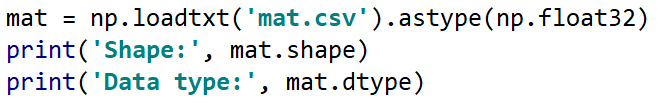 mat = np.loadtxt('mat.csv').astype(np.float32)
print('Shape:', mat.shape)
print('Data type:', mat.dtype)